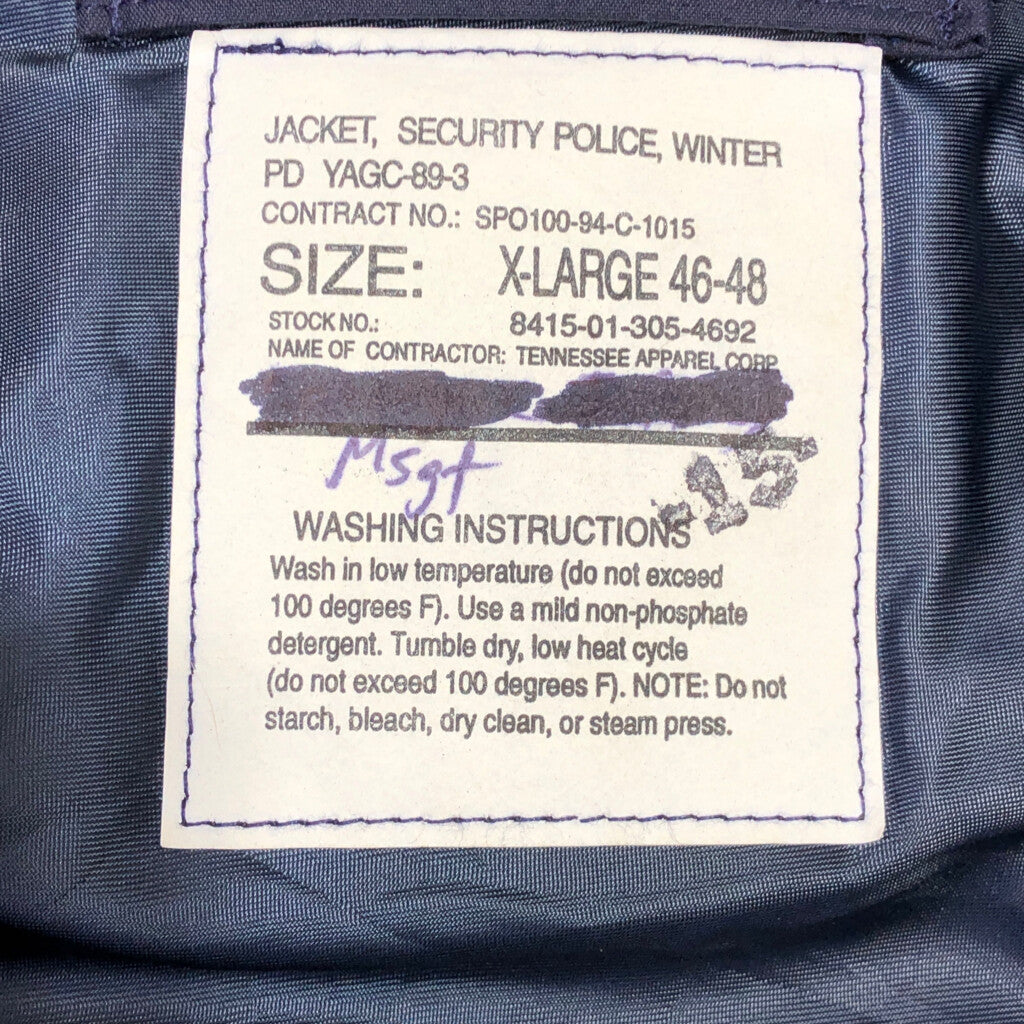 JACKET, SECURITY POLICE, WINTER
PD YAGC-89-3
CONTRACT NO.: SPO100-94-C-1015
SIZE: X-LARGE 46-48
STOCK NO.: 8415-01-305-4692
NAME OF CONTRACTOR: TENNESSEE APPAREL CORP.
Msgt
15
WASHING INSTRUCTIONS
Wash in low temperature (do not exceed
100 degrees F). Use a mild non-phosphate
detergent. Tumble dry, low heat cycle
(do not exceed 100 degrees F). NOTE: Do not
starch, bleach, dry clean, or steam press.